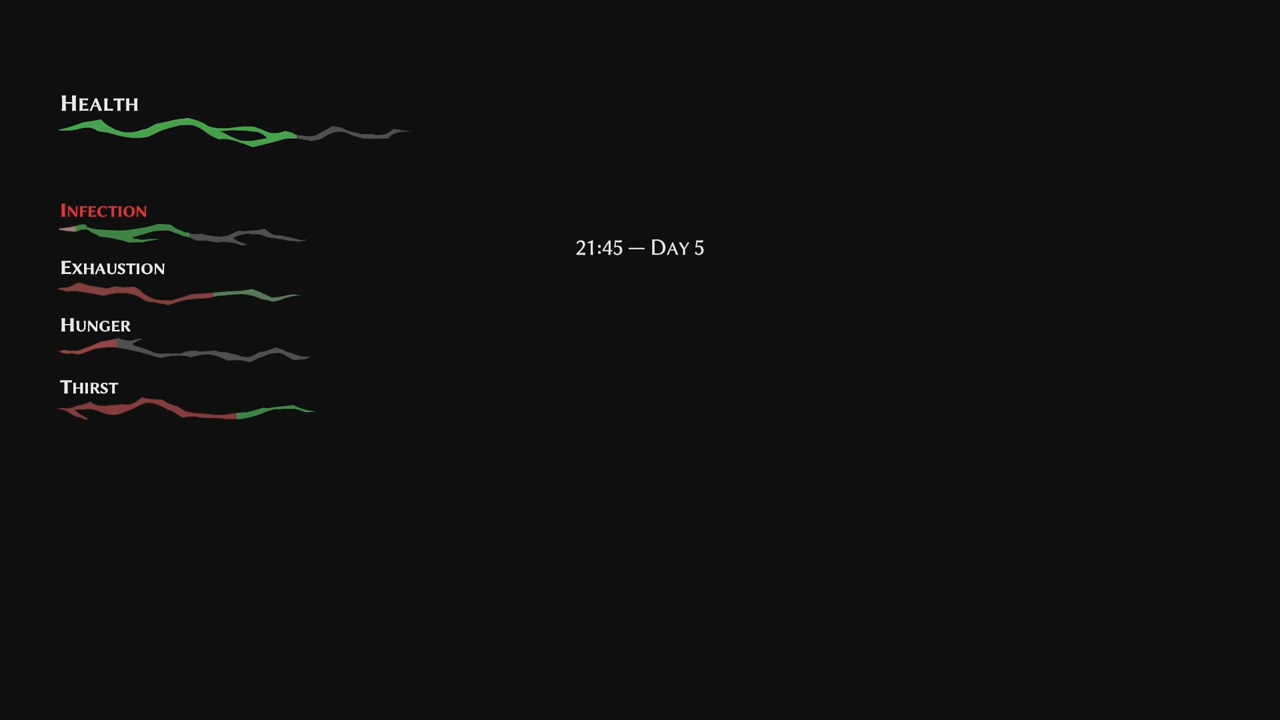 Health
Infection
Exhaustion
Hunger
Thirst
21:45 — Day 5